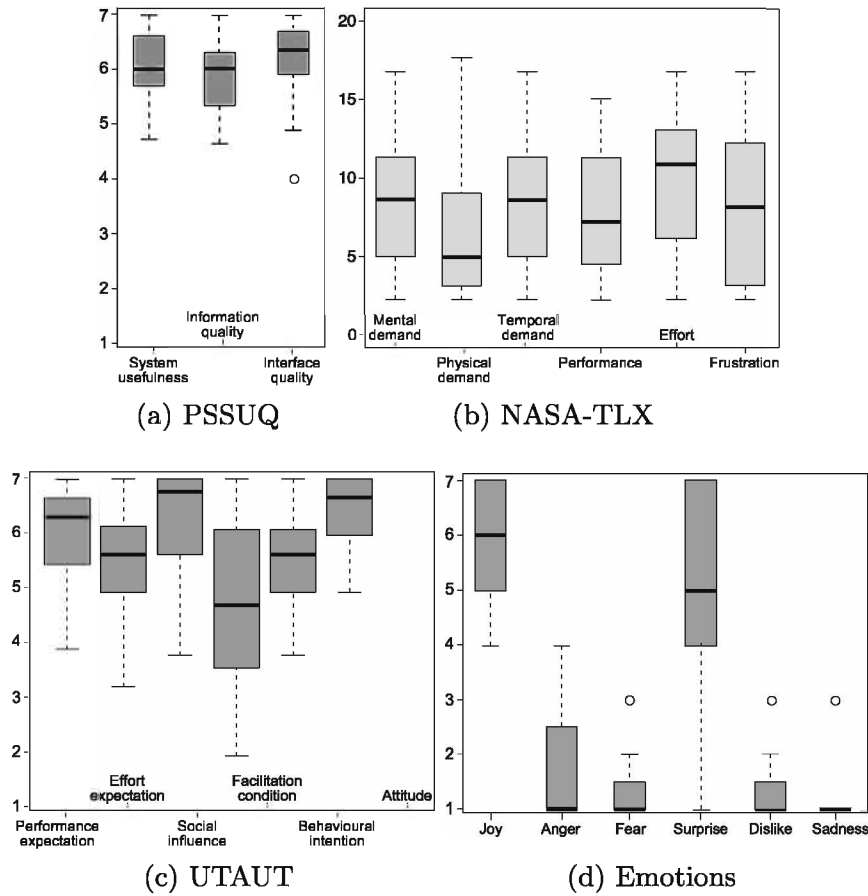 7
6
5
4
3
2
1
Information
quality
System
usefulness
Interface
quality
(a) PSSUQ
20
15
10
5
0
Mental
demand
Temporal
demand
Effort
Physical
demand
Performance
Frustration
(b) NASA-TLX
7
6
5
4
3
2
1
Effort
expectation
Facilitation
condition
Attitude
Performance
expectation
Social
influence
Behavioural
intention
(c) UTAUT
7
6
5
4
3
2
1
Joy
Anger
Fear
Surprise
Dislike
Sadness
(d) Emotions